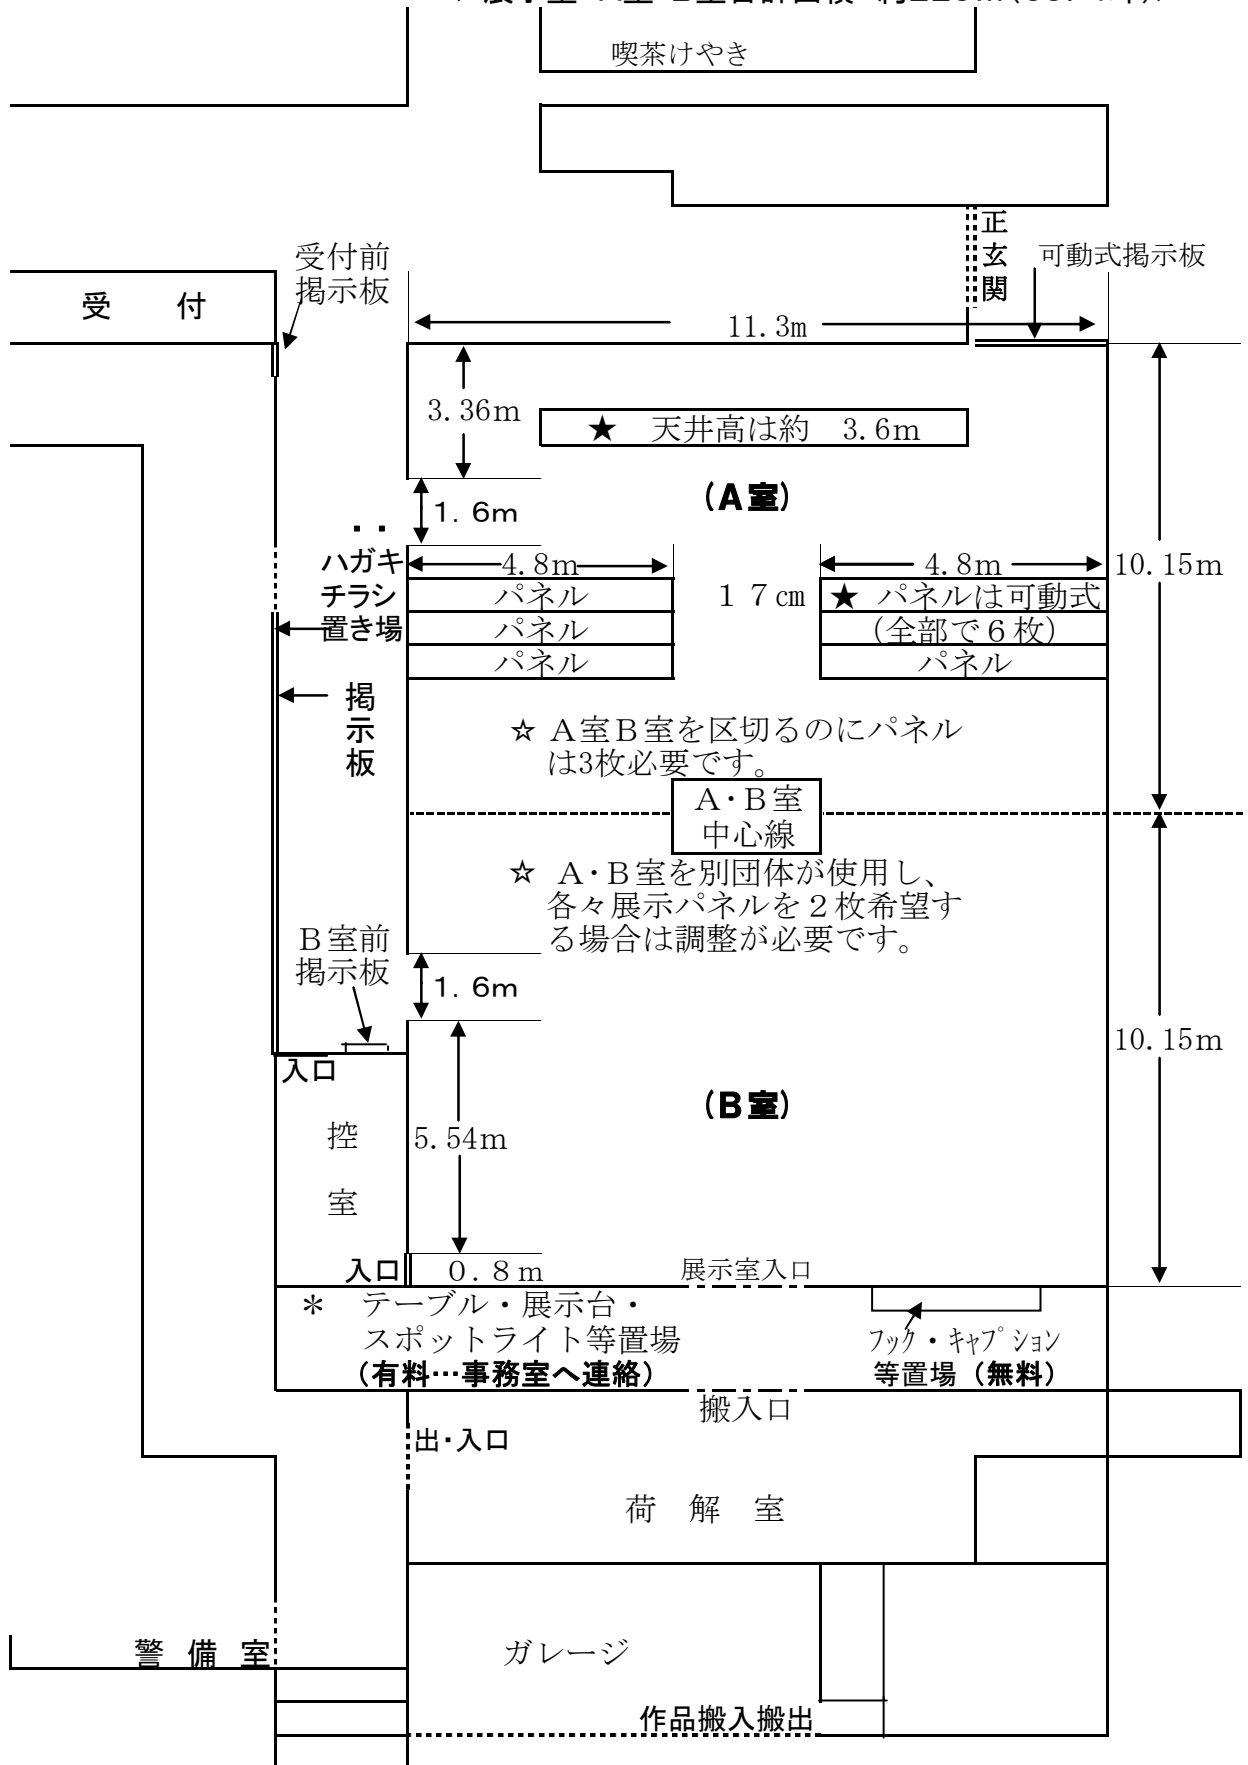 喫茶けやき
正玄関
可動式掲示板
受付前
掲示板
受　付
11.3m
3.36m
★　天井高は約　3.6m
(A室)
1.6m
・・
ハガキ
チラシ
置き場
4.8m
4.8m
10.15m
パネル
パネル
パネル
17㎝
★ パネルは可動式
(全部で６枚)
パネル
掲示板
☆ Ａ室Ｂ室を区切るのにパネル
は3枚必要です。
Ａ・Ｂ室
中心線
☆ Ａ・Ｂ室を別団体が使用し、
各々展示パネルを２枚希望す
る場合は調整が必要です。
Ｂ室前
掲示板
1.6m
10.15m
入口
(B室)
控室
5.54m
入口
0.8m
展示室入口
＊　テーブル・展示台・
スポットライト等置場
(有料…事務室へ連絡)
フック・キャプション
等置場(無料)
搬入口
出・入口
荷　解　室
警　備　室
ガレージ
作品搬入搬出